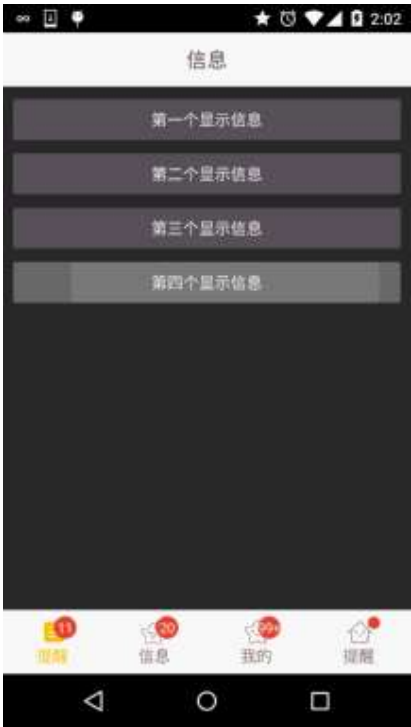 2:02
信息
第一个显示信息
第二个显示信息
第三个显示信息
第四个显示信息
11 20 99+
提醒 信息 我的 提醒